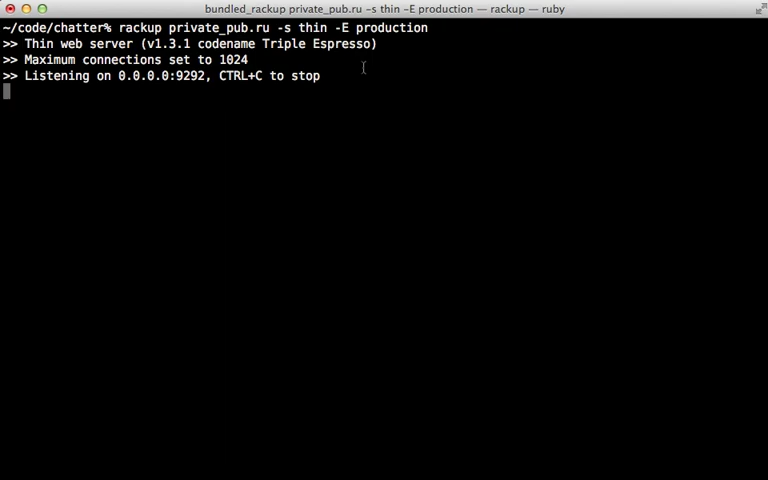 bundled_rackup private_pub.ru -s thin -E production — rackup — ruby
~/code/chatter% rackup private_pub.ru -s thin -E production
>> Thin web server (v1.3.1 codename Triple Espresso)
>> Maximum connections set to 1024
>> Listening on 0.0.0.0:9292, CTRL+C to stop